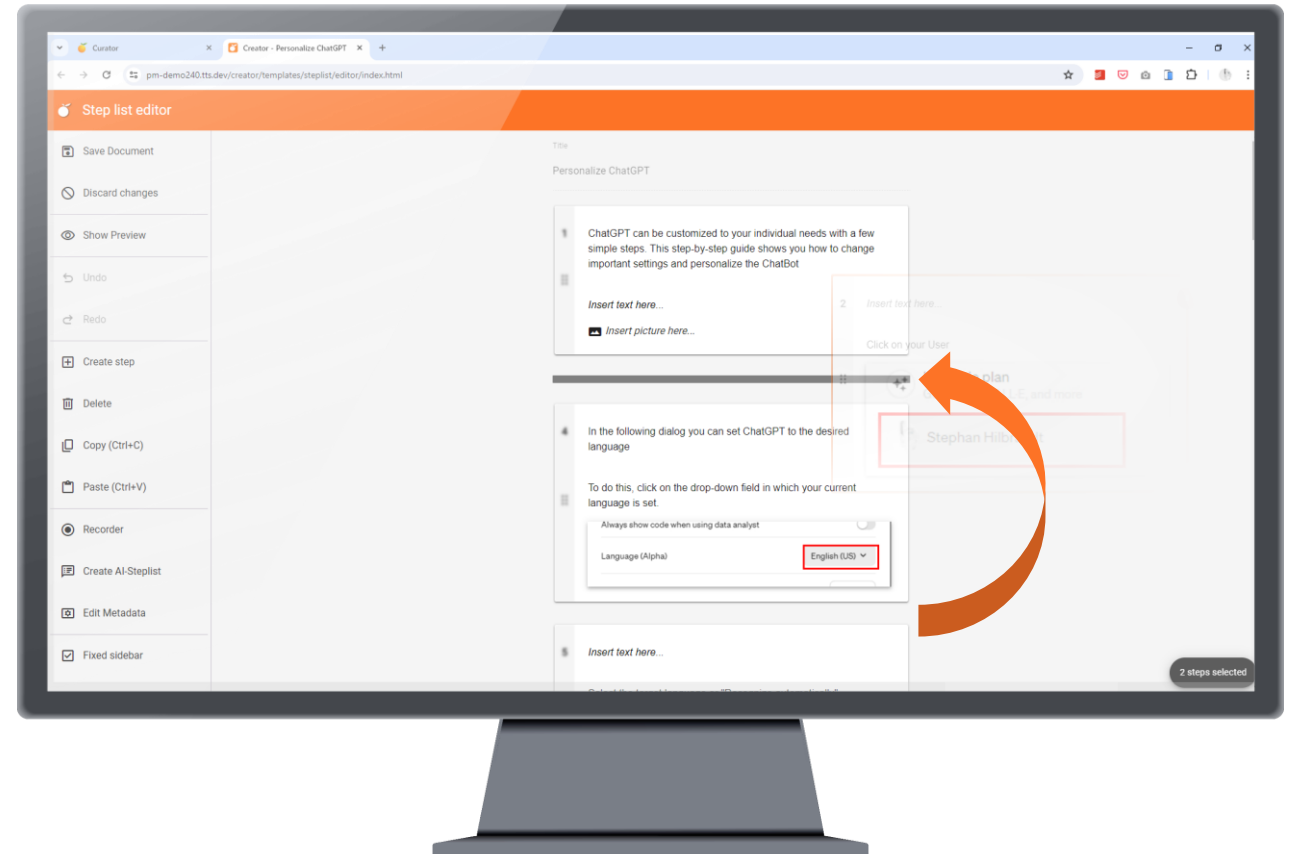 Curator
Creator - Personalize ChatGPT
pm-demo240.tts.dev/creator/templates/steplist/editor/index.html
Step list editor
Save Document
Discard changes
Show Preview
Undo
Redo
Create step
Delete
Copy (Ctrl+C)
Paste (Ctrl+V)
Recorder
Create AI-Steplist
Edit Metadata
Fixed sidebar
Title
Personalize ChatGPT
1
ChatGPT can be customized to your individual needs with a few
simple steps. This step-by-step guide shows you how to change
important settings and personalize the ChatBot
Insert text here...
Insert picture here...
2
Insert text here...
Click on your User
plan
and more
Stephan
4
In the following dialog you can set ChatGPT to the desired
language
To do this, click on the drop-down field in which your current
language is set.
Always show code when using data analyst
Language (Alpha)
English (US)
5
Insert text here...
2 steps selected